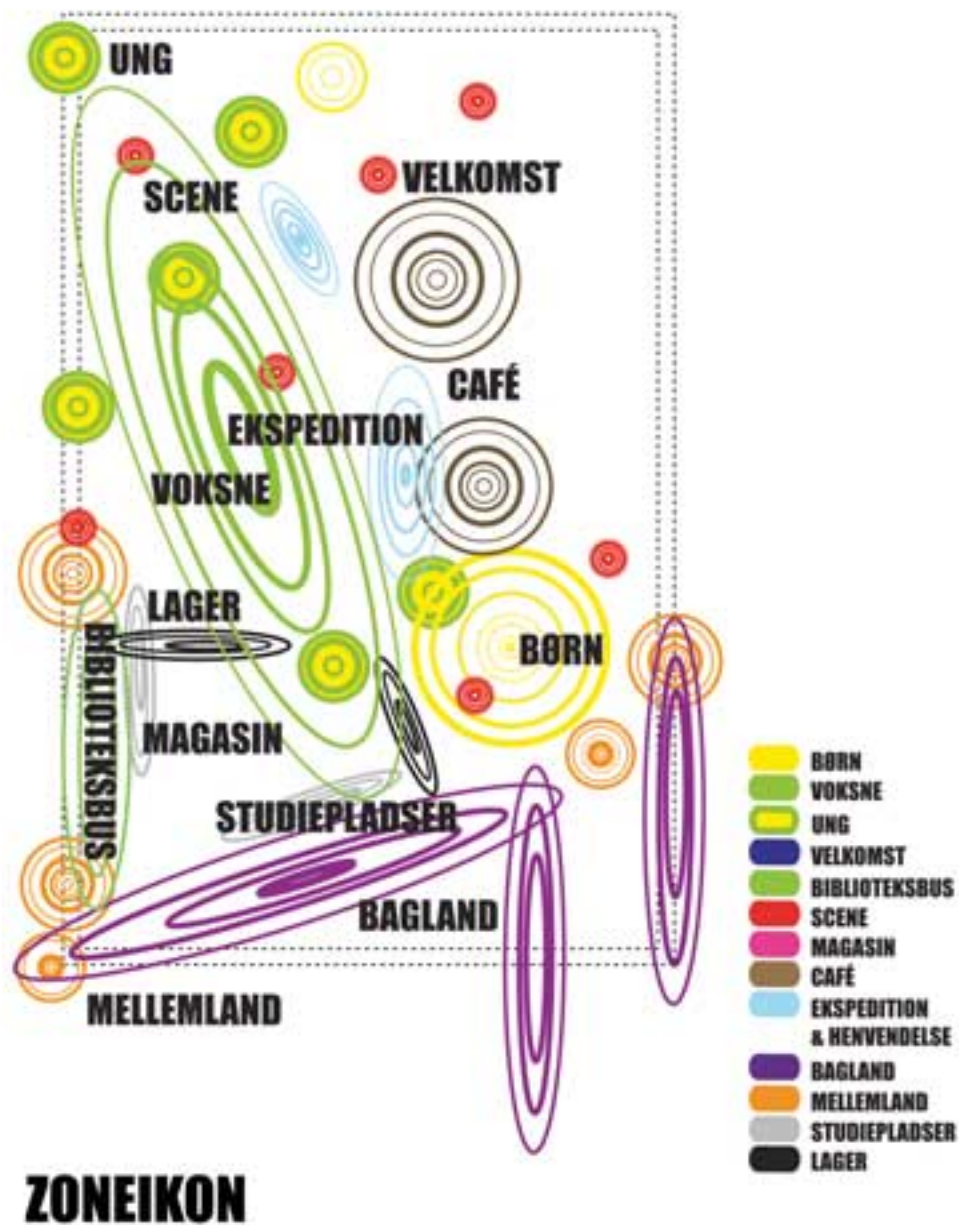 UNG
SCENE
VELKOMST
CAFÉ
EKSPEDITION
VOKSNE
LAGER
BØRN
BIBLIOTEKSBUS
MAGASIN
STUDIEPLADSER
BAGLAND
MELLEMLAND
BØRN
VOKSNE
UNG
VELKOMST
BIBLIOTEKSBUS
SCENE
MAGASIN
CAFÉ
EKSPEDITION
& HENVENDELSE
BAGLAND
MELLEMLAND
STUDIEPLADSER
LAGER
ZONEIKON